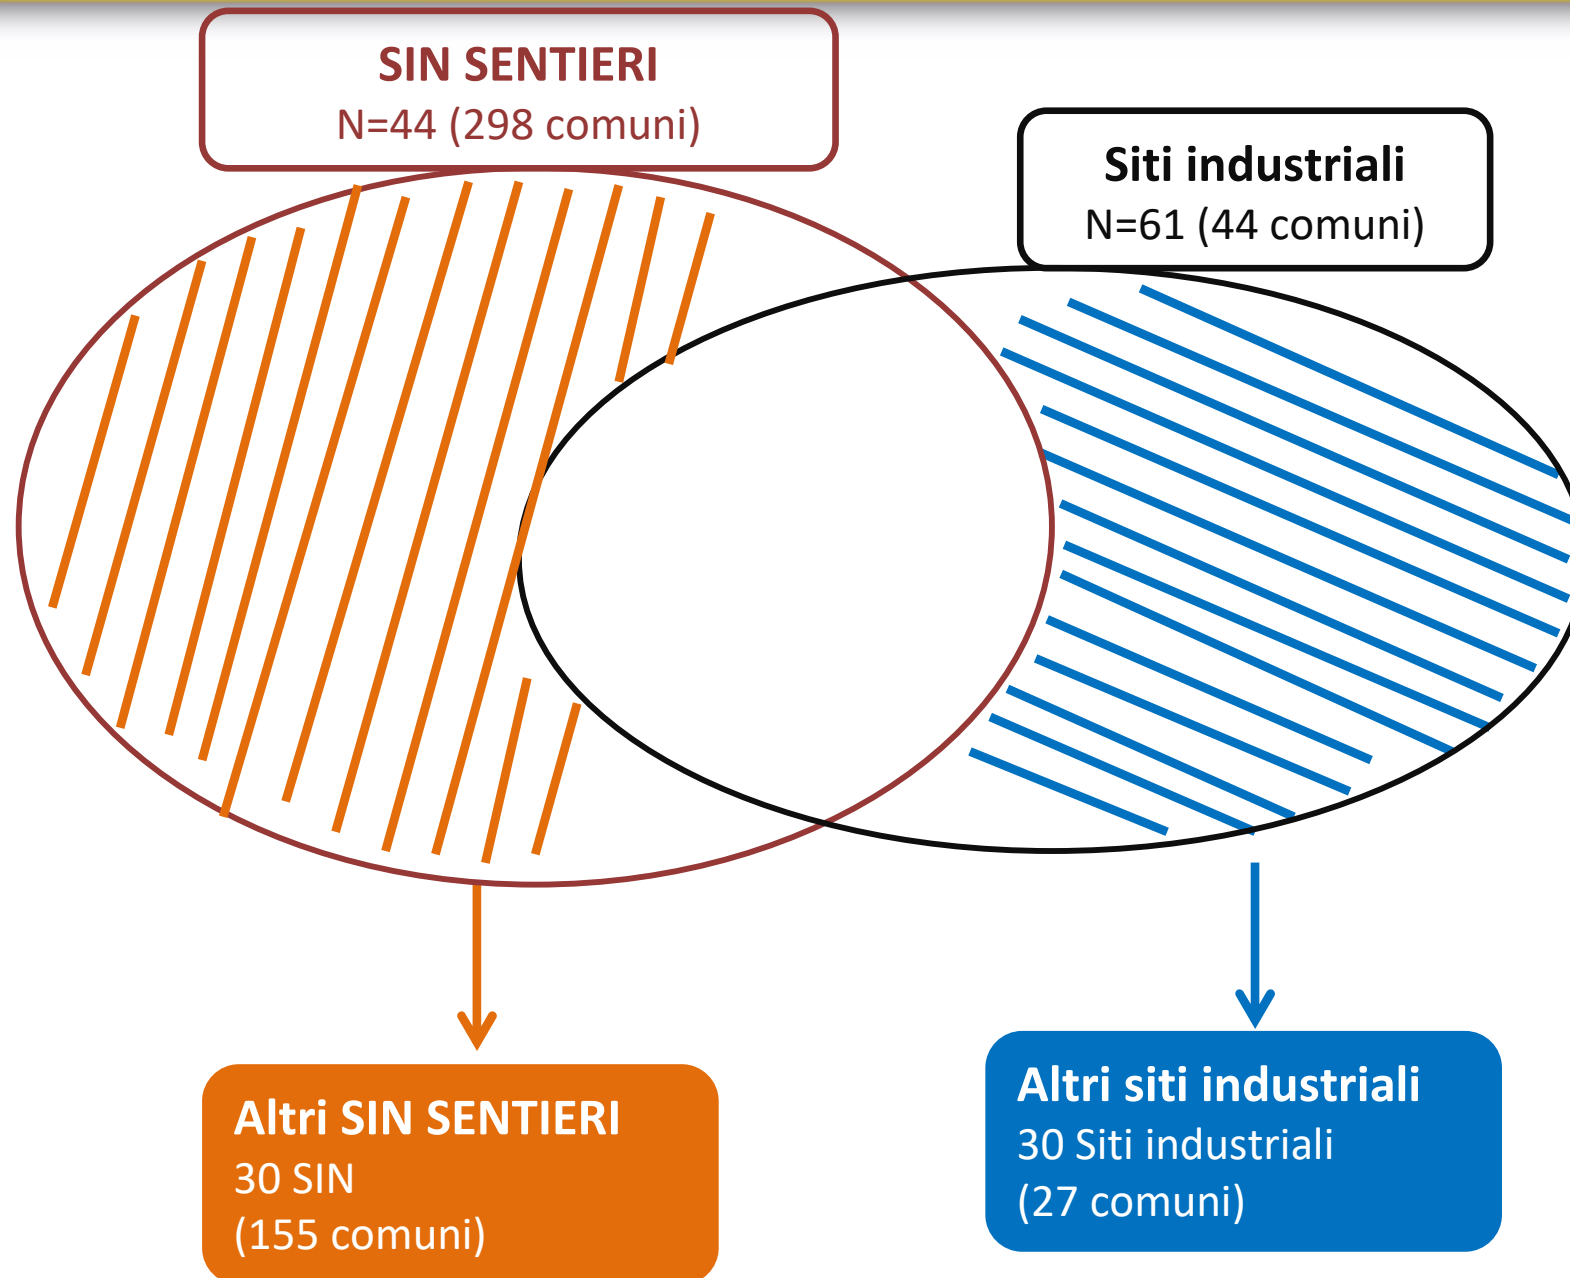 SIN SENTIERI
N=44 (298 comuni)
Siti industriali
N=61 (44 comuni)
Altri SIN SENTIERI
30 SIN
(155 comuni)
Altri siti industriali
30 Siti industriali
(27 comuni)